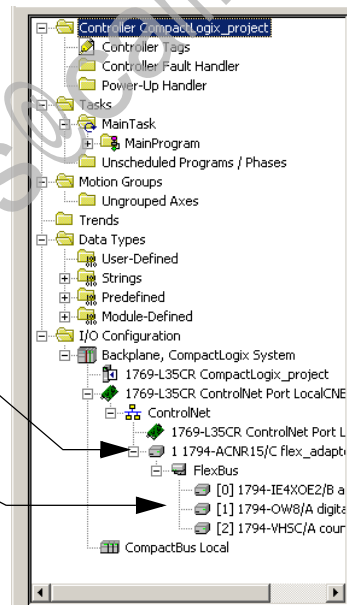 Controller CompactLogix_project
Controller Tags
Controller Fault Handler
Power-Up Handler
Tasks
MainTask
MainProgram
Unscheduled Programs / Phases
Motion Groups
Ungrouped Axes
Trends
Data Types
User-Defined
Strings
Predefined
Module-Defined
I/O Configuration
Backplane, CompactLogix System
1769-L35CR CompactLogix_project
1769-L35CR ControlNet Port LocalCNE
ControlNet
1769-L35CR ControlNet Port L
1 1794-ACNR15/C flex_adapt
FlexBus
[0] 1794-IE4XOE2/B a
[1] 1794-OW8/A digita
[2] 1794-VHSC/A cour
CompactBus Local